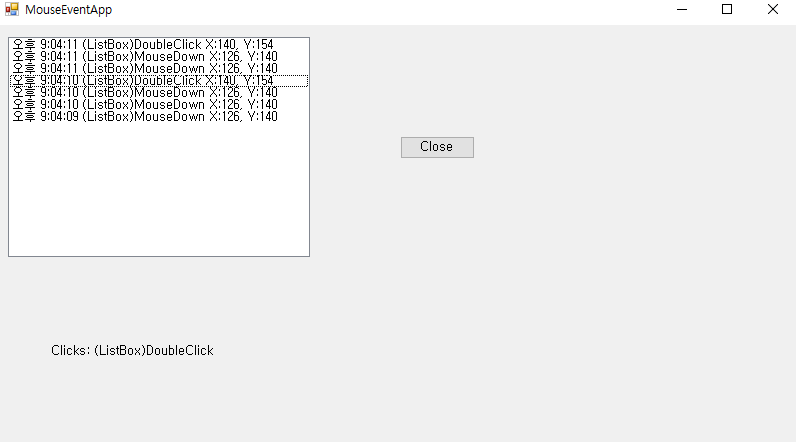 MouseEventApp
오후 9:04:11 (ListBox)DoubleClick X:140, Y:154
오후 9:04:11 (ListBox)MouseDown X:126, Y:140
오후 9:04:11 (ListBox)MouseDown X:126, Y:140
오후 9:04:10 (ListBox)DoubleClick X:140, Y:154
오후 9:04:10 (ListBox)MouseDown X:126, Y:140
오후 9:04:10 (ListBox)MouseDown X:126, Y:140
오후 9:04:09 (ListBox)MouseDown X:126, Y:140
Close
Clicks: (ListBox)DoubleClick